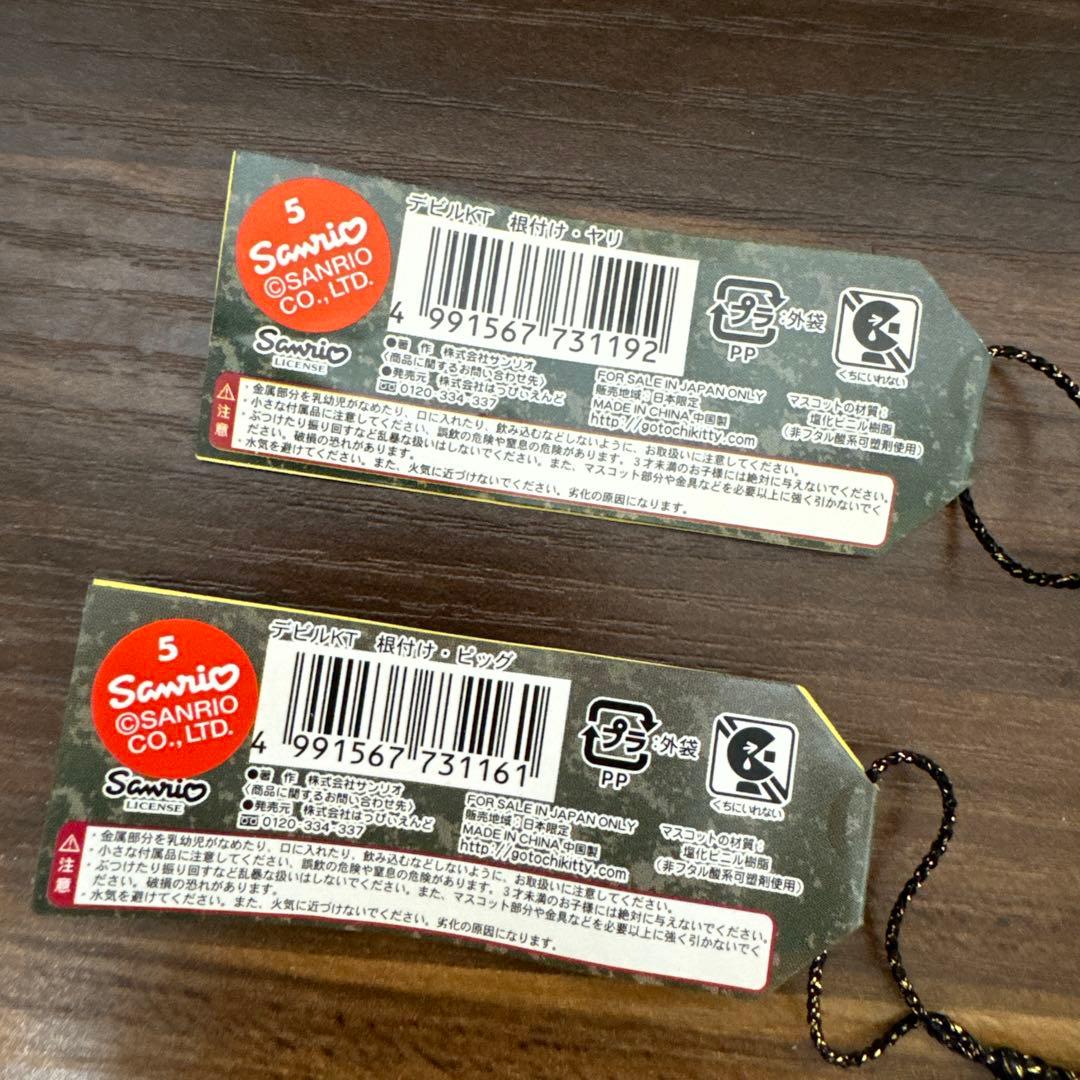 5
Sanrio
©SANRIO
CO., LTD.
Sanrio
LICENSE
デビルKT 根付け・ヤリ
4 991567 731192
●著 作 株式会社サンリオ
〈商品に関するお問い合わせ先〉
●発売元 株式会社はっぴぃえんど
0120-334-337
プラ
:外袋
PP
くちにいれない
FOR SALE IN JAPAN ONLY
販売地域:日本限定
MADE IN CHINA 中国製
http://gotochikitty.com
マスコットの材質:
塩化ビニル樹脂
(非フタル酸系可塑剤使用)
注意
・金属部分を乳幼児がなめたり、口に入れたり、飲み込むなどしないように、お取扱いに注意してください。
・小さな付属品に注意してください、誤飲の危険や窒息の危険があります。3才未満のお子様には絶対に与えないでください。
・ぶつけたり振り回すなど乱暴な扱いはしないでください。また、マスコット部分や金具などを必要以上に強く引かないでく
ださい。破損の恐れがあります。
・水気を避けてください。また、火気に近づけないでください。劣化の原因になります。
5
Sanrio
©SANRIO
CO., LTD.
Sanrio
LICENSE
デビルKT 根付け・ビッグ
4 991567 731161
●著 作 株式会社サンリオ
〈商品に関するお問い合わせ先〉
●発売元 株式会社はっぴぃえんど
0120-334-337
プラ
:外袋
PP
くちにいれない
FOR SALE IN JAPAN ONLY
販売地域:日本限定
MADE IN CHINA 中国製
http://gotochikitty.com
マスコットの材質:
塩化ビニル樹脂
(非フタル酸系可塑剤使用)
注意
・金属部分を乳幼児がなめたり、口に入れたり、飲み込むなどしないように、お取扱いに注意してください。
・小さな付属品に注意してください、誤飲の危険や窒息の危険があります。3才未満のお子様には絶対に与えないでください。
・ぶつけたり振り回すなど乱暴な扱いはしないでください。また、マスコット部分や金具などを必要以上に強く引かないでく
ださい。破損の恐れがあります。
・水気を避けてください。また、火気に近づけないでください。劣化の原因になります。